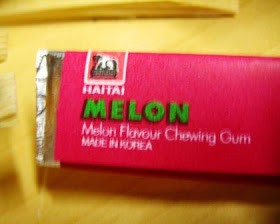 HAITAI
MELON
Melon Flavour Chewing Gum
MADE IN KOREA